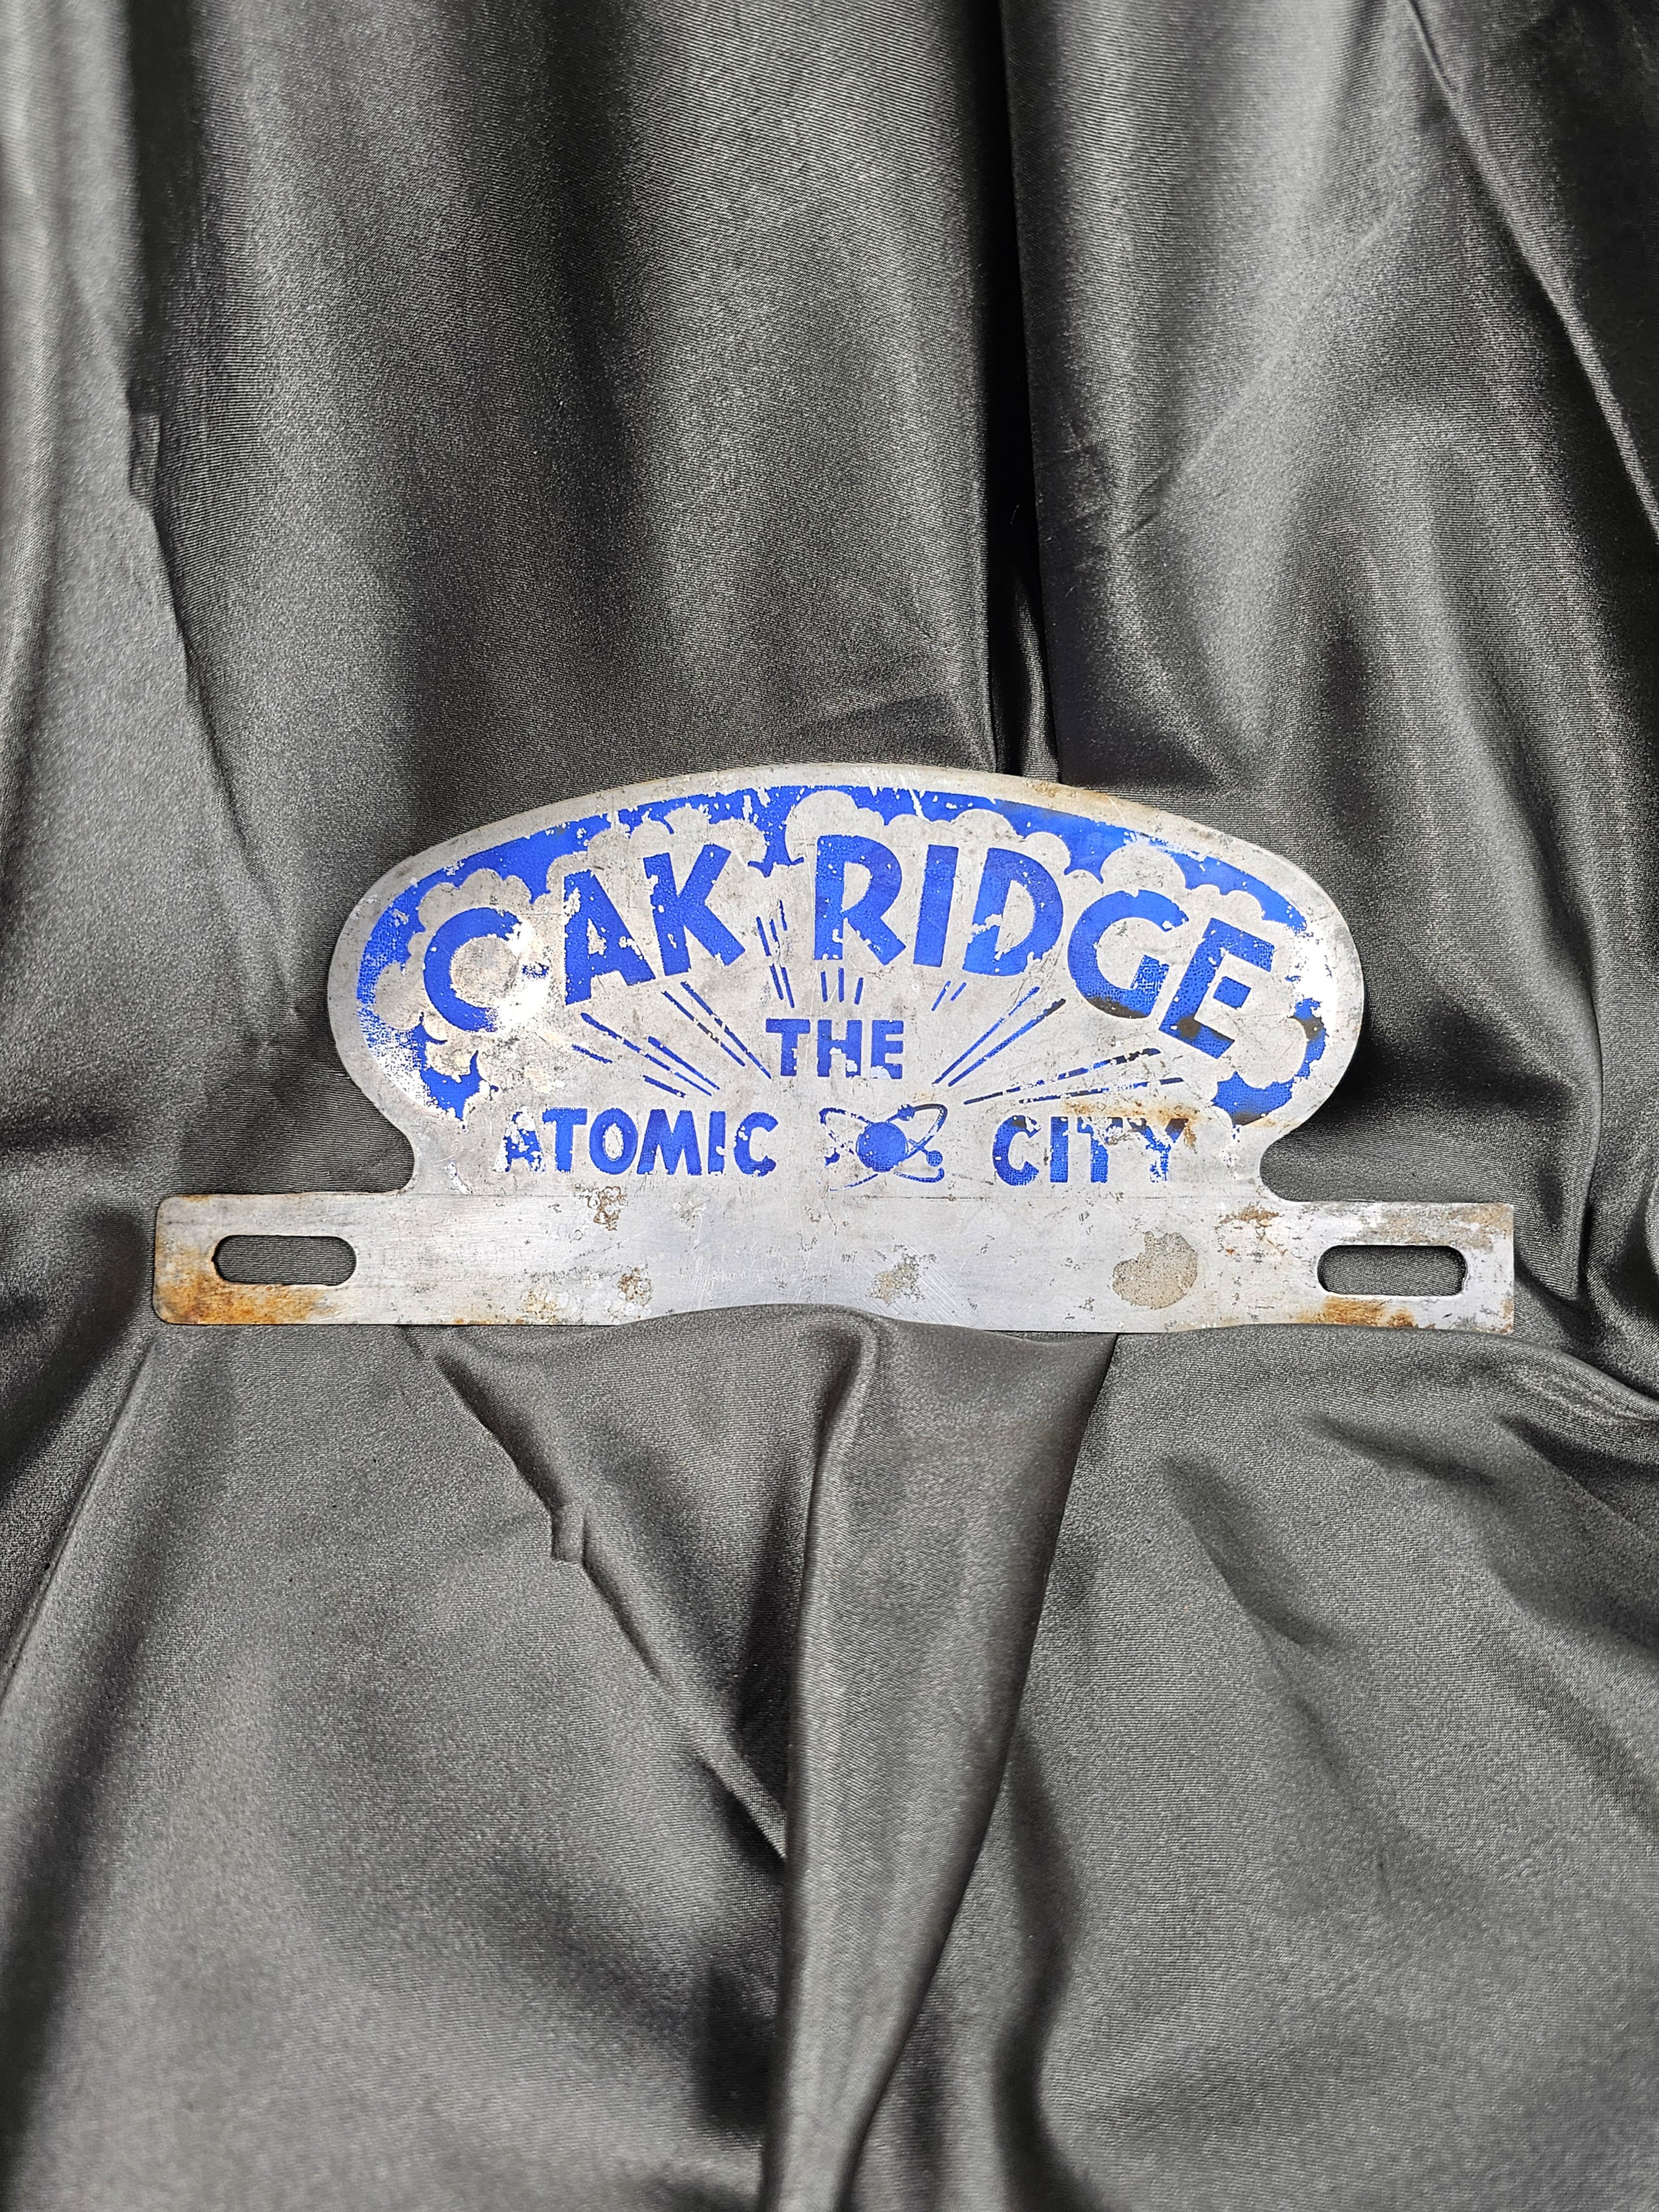 OAK RIDGE
THE
ATOMIC CITY